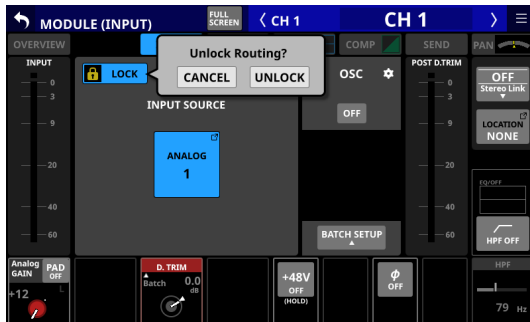 MODULE (INPUT)
FULL
SCREEN
CH 1
CH 1
OVERVIEW
COMP
SEND
PAN
Unlock Routing?
CANCEL
UNLOCK
INPUT
0
3
9
20
40
60
LOCK
INPUT SOURCE
ANALOG
1
OSC
OFF
BATCH SETUP
POST D.TRIM
0
3
9
20
40
60
OFF
Stereo Link
LOCATION
NONE
EQ/OFF
HPF OFF
Analog
GAIN
PAD
OFF
+12
L
D. TRIM
Batch
0.0
dB
+48V
OFF
(HOLD)
ϕ
OFF
HPF
79 Hz